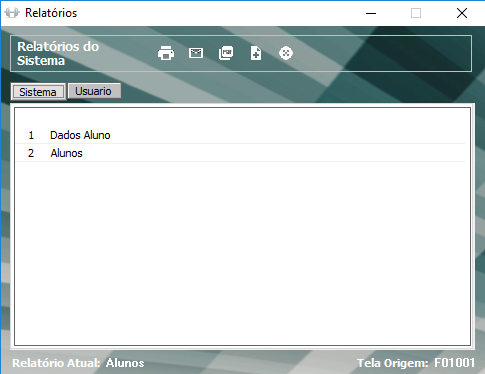 Relatórios
Relatórios do
Sistema
Sistema Usuario
1 Dados Aluno
2 Alunos
Relatório Atual: Alunos Tela Origem: F01001